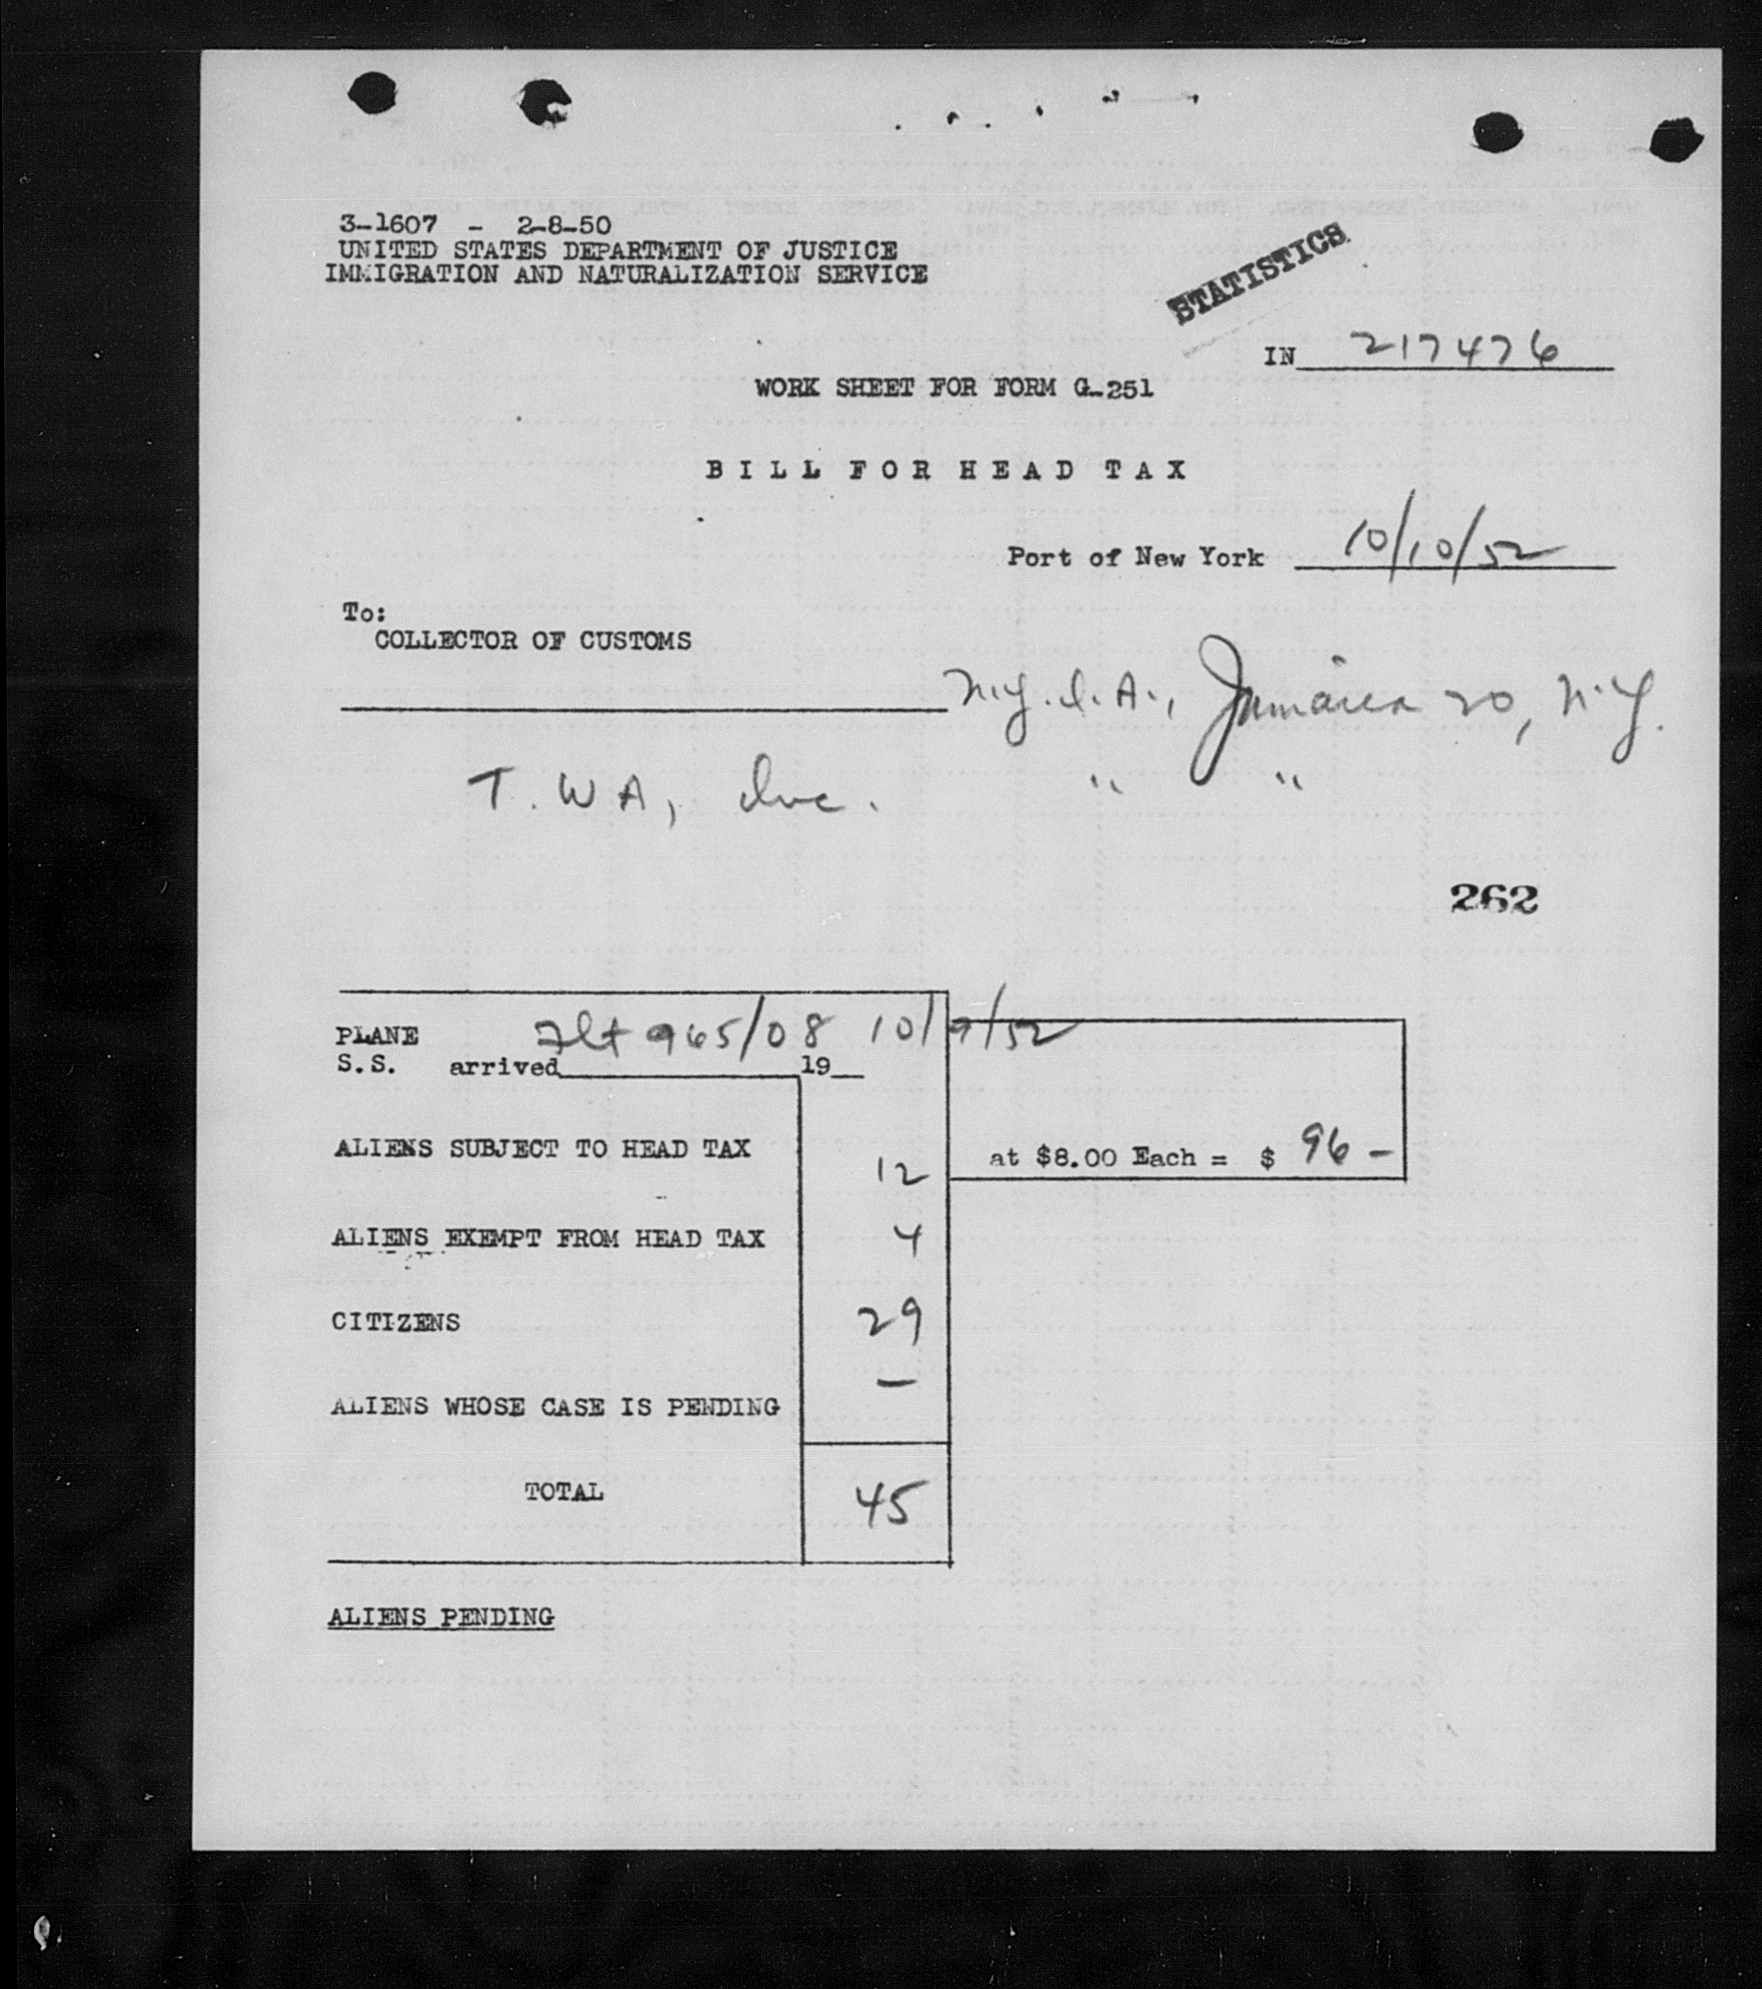 3-1607 - 2-8-50
UNITED STATES DEPARTMENT OF JUSTICE
IMMIGRATION AND NATURALIZATION SERVICE
STATISTICS
IN 217476
WORK SHEET FOR FORM G-251
BILL FOR HEAD TAX
Port of New York 10/10/52
To:
COLLECTOR OF CUSTOMS
N.Y.I.A., Jamaica 20, N.Y.
T.WA, Inc. " "
262
PLANE Flt 965/08 10/9/52
S.S. arrived 19
ALIENS SUBJECT TO HEAD TAX 12 at $8.00 Each = $ 96 -
ALIENS EXEMPT FROM HEAD TAX 4
CITIZENS 29
ALIENS WHOSE CASE IS PENDING -
TOTAL 45
ALIENS PENDING